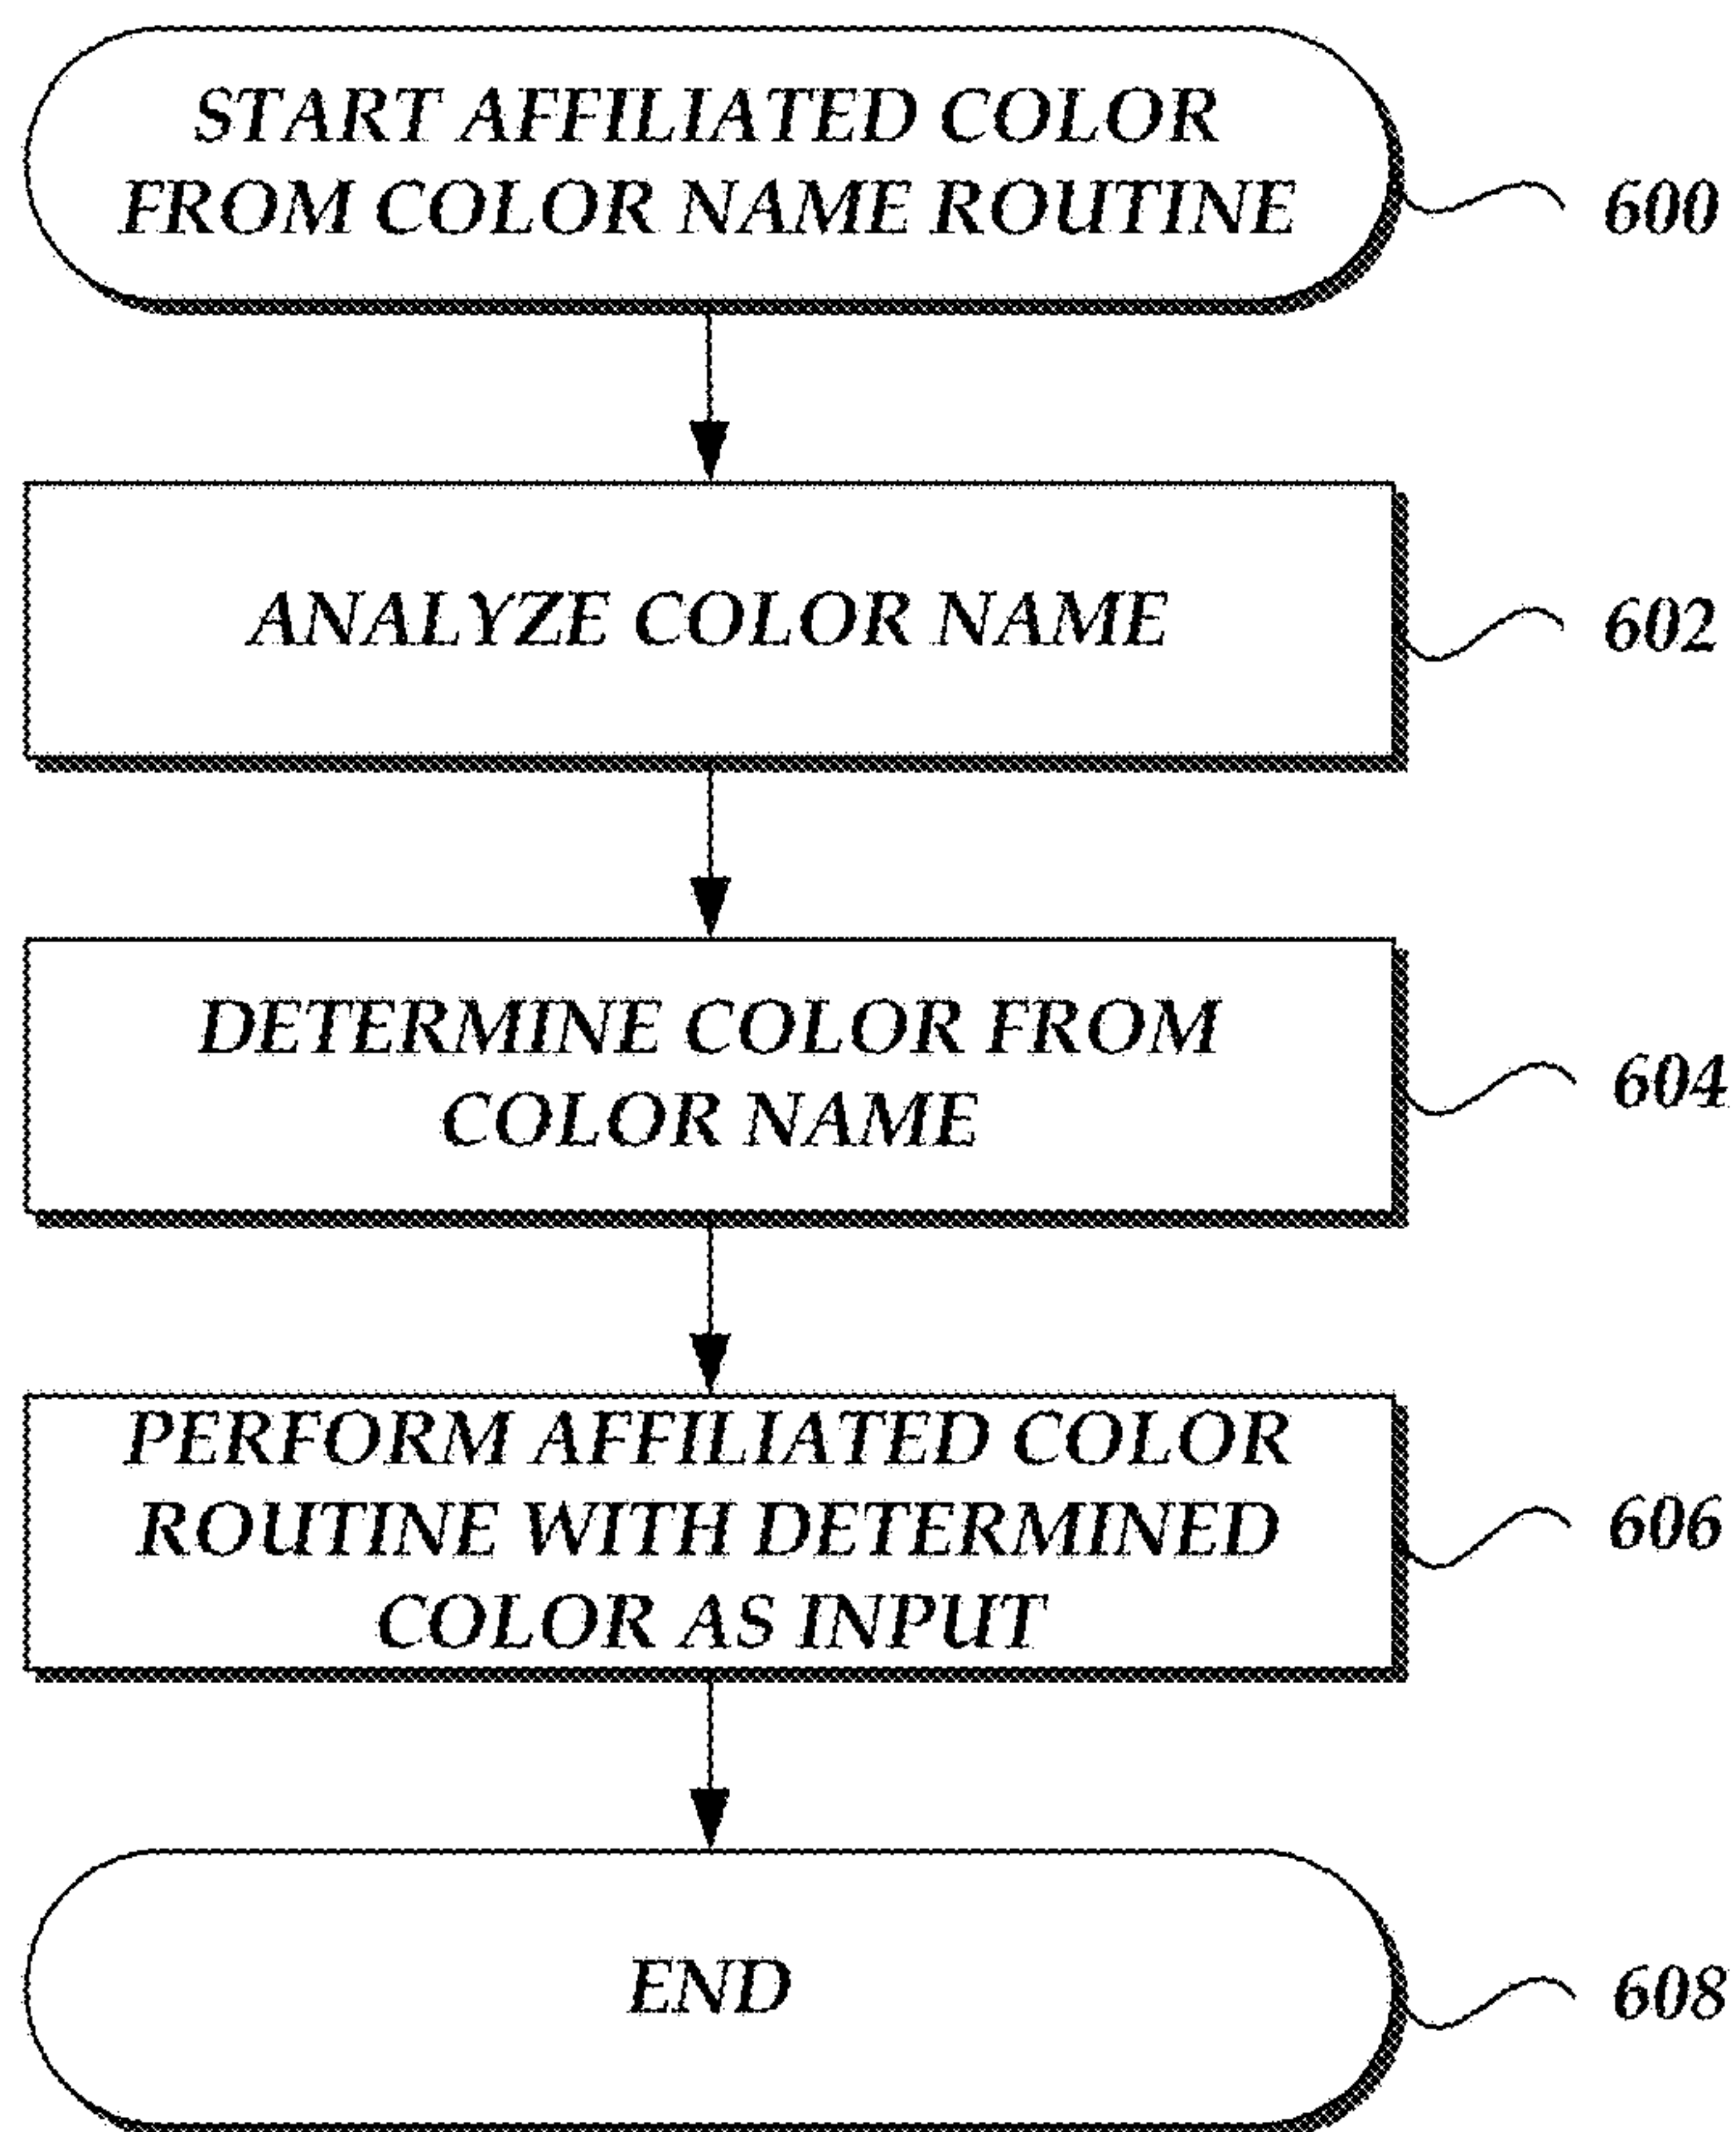 START AFFILIATED COLOR
FROM COLOR NAME ROUTINE
600
ANALYZE COLOR NAME
602
DETERMINE COLOR FROM
COLOR NAME
604
PERFORM AFFILIATED COLOR
ROUTINE WITH DETERMINED
COLOR AS INPUT
606
END
608